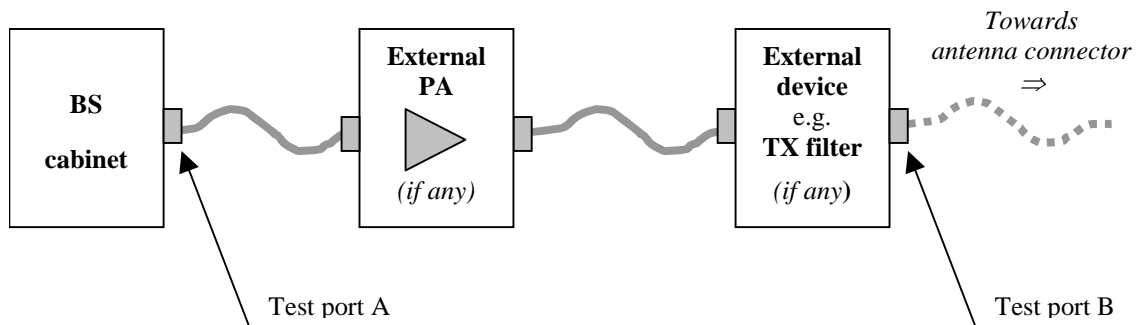 BS
cabinet
External
PA
(if any)
External
device
e.g.
TX filter
(if any)
Towards
antenna connector
⇒
Test port A
Test port B